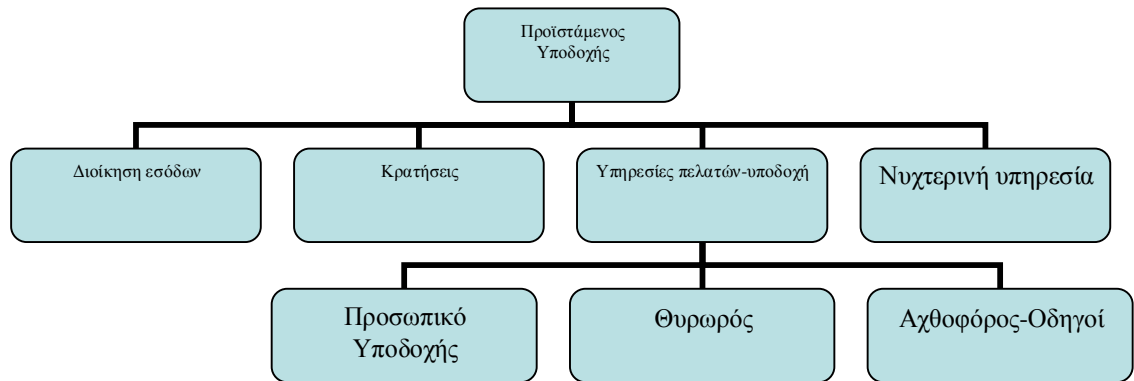 Προϊστάμενος
Υποδοχής
Διοίκηση εσόδων
Κρατήσεις
Υπηρεσίες πελατών-υποδοχή
Νυχτερινή υπηρεσία
Προσωπικό
Υποδοχής
Θυρωρός
Αχθοφόρος-Οδηγοί